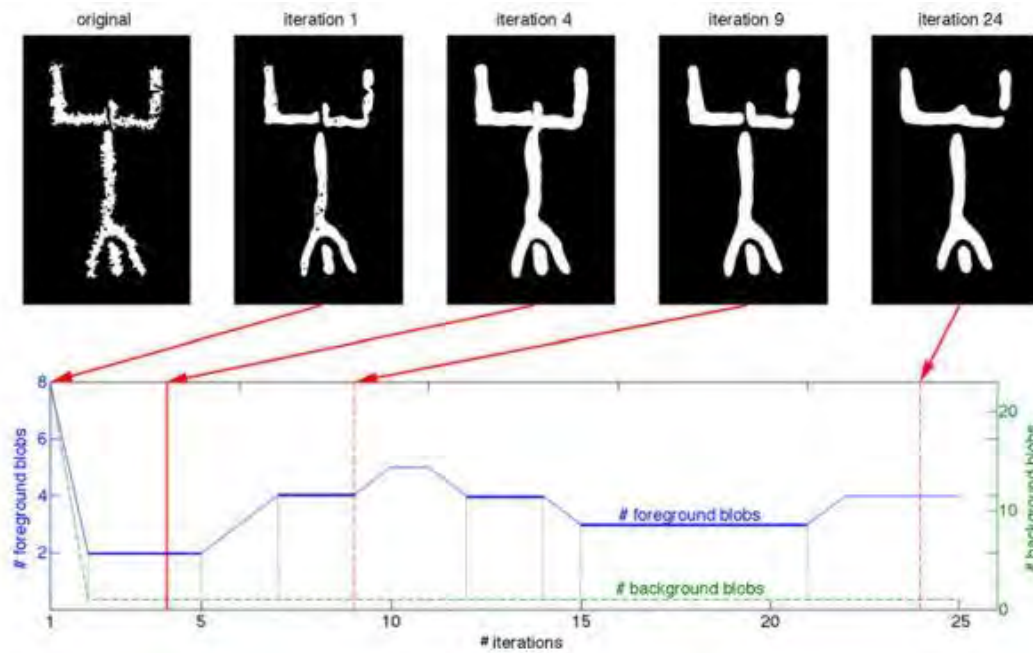 original
iteration 1
iteration 4
iteration 9
iteration 24
8
6
4
2
# foreground blobs
20
10
0
# background blobs
# foreground blobs
# background blobs
1
5
10
15
20
25
# iterations